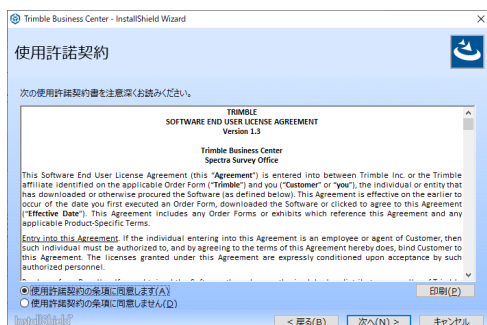 Trimble Business Center - InstallShield Wizard
使用許諾契約
次の使用許諾契約書を注意深くお読みください。
TRIMBLE
SOFTWARE END USER LICENSE AGREEMENT
Version 1.3
Trimble Business Center
Spectra Survey Office
This Software End User License Agreement (this "Agreement") is entered into between Trimble Inc. or the Trimble
affiliate identified on the applicable Order Form ("Trimble") and you ("Customer" or "you"), the individual or entity that
has downloaded or otherwise procured the Software (as defined below). This Agreement is effective on the earlier to
occur of the date you first executed an Order Form, downloaded the Software or clicked to agree to this Agreement
("Effective Date"). This Agreement includes any Order Forms or exhibits which reference this Agreement and any
applicable Product-Specific Terms.
Entry into this Agreement. If the individual entering into this Agreement is an employee or agent of Customer, then
such individual must be authorized to, and by agreeing to the terms of this Agreement hereby does, bind Customer to
this Agreement. The licenses granted under this Agreement are expressly conditioned upon acceptance by such
authorized personnel.
使用許諾契約の条項に同意します(A)
印刷(P)
使用許諾契約の条項に同意しません(D)
InstallShield
< 戻る(B)
次へ(N) >
キャンセル